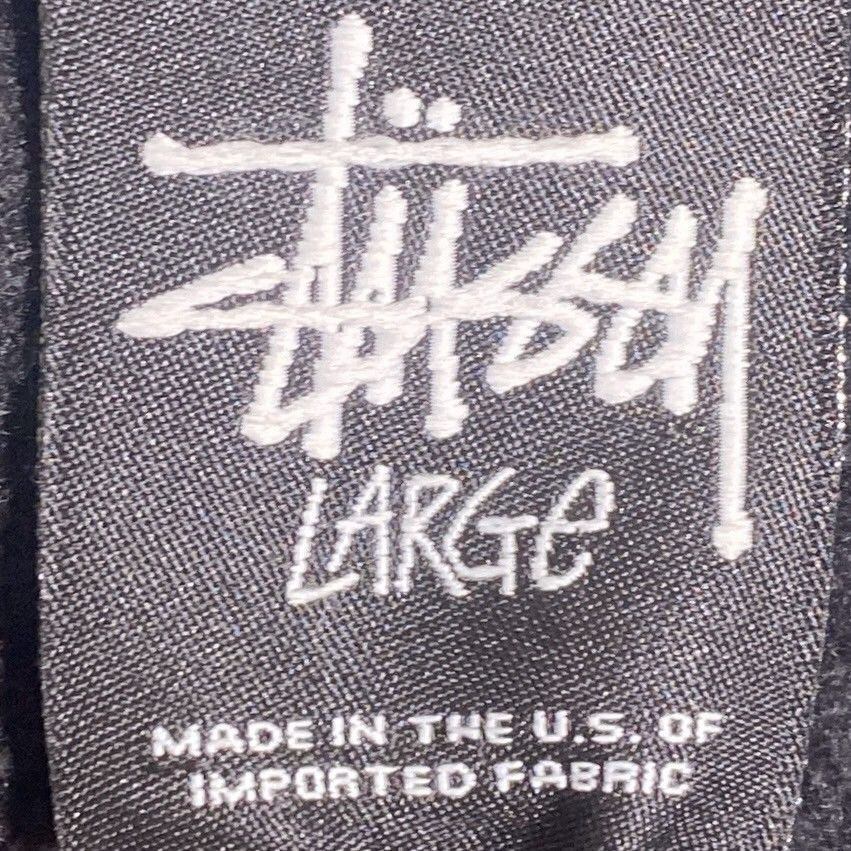 Stüssy
LARGe
MADE IN THE U.S. OF
IMPORTED FABRIC